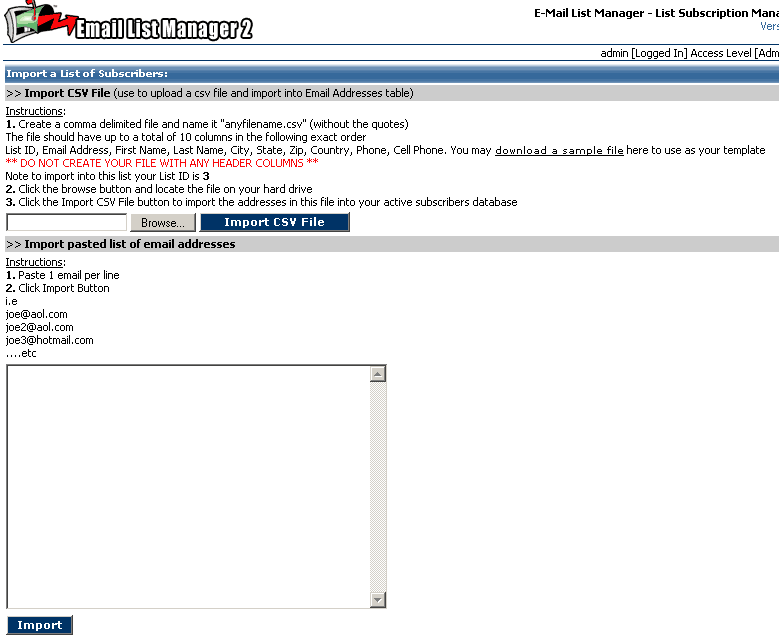 Email List Manager 2
E-Mail List Manager - List Subscription
admin [Logged In] Access Level
Import a List of Subscribers:
>> Import CSV File (use to upload a csv file and import into Email Addresses table)
Instructions:
1. Create a comma delimited file and name it "anyfilename.csv" (without the quotes)
The file should have up to a total of 10 columns in the following exact order
List ID, Email Address, First Name, Last Name, City, State, Zip, Country, Phone, Cell Phone. You may download a sample file here to use as your template
** DO NOT CREATE YOUR FILE WITH ANY HEADER COLUMNS **
Note to import into this list your List ID is 3
2. Click the browse button and locate the file on your hard drive
3. Click the Import CSV File button to import the addresses in this file into your active subscribers database
Browse... Import CSV File
>> Import pasted list of email addresses
Instructions:
1. Paste 1 email per line
2. Click Import Button
i.e
joe@aol.com
joe2@aol.com
joe3@hotmail.com
....etc
Import